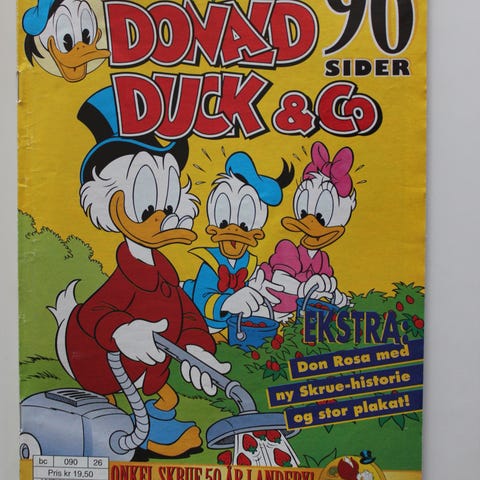 DONALD
DUCK & Co
90
SIDER
EKSTRA:
Don Rosa med
ny Skrue-historie
og stor plakat!
bc 090 26
Pris kr 19,50
ONKEL SKRUE 50 ÅR I ANDEBY!